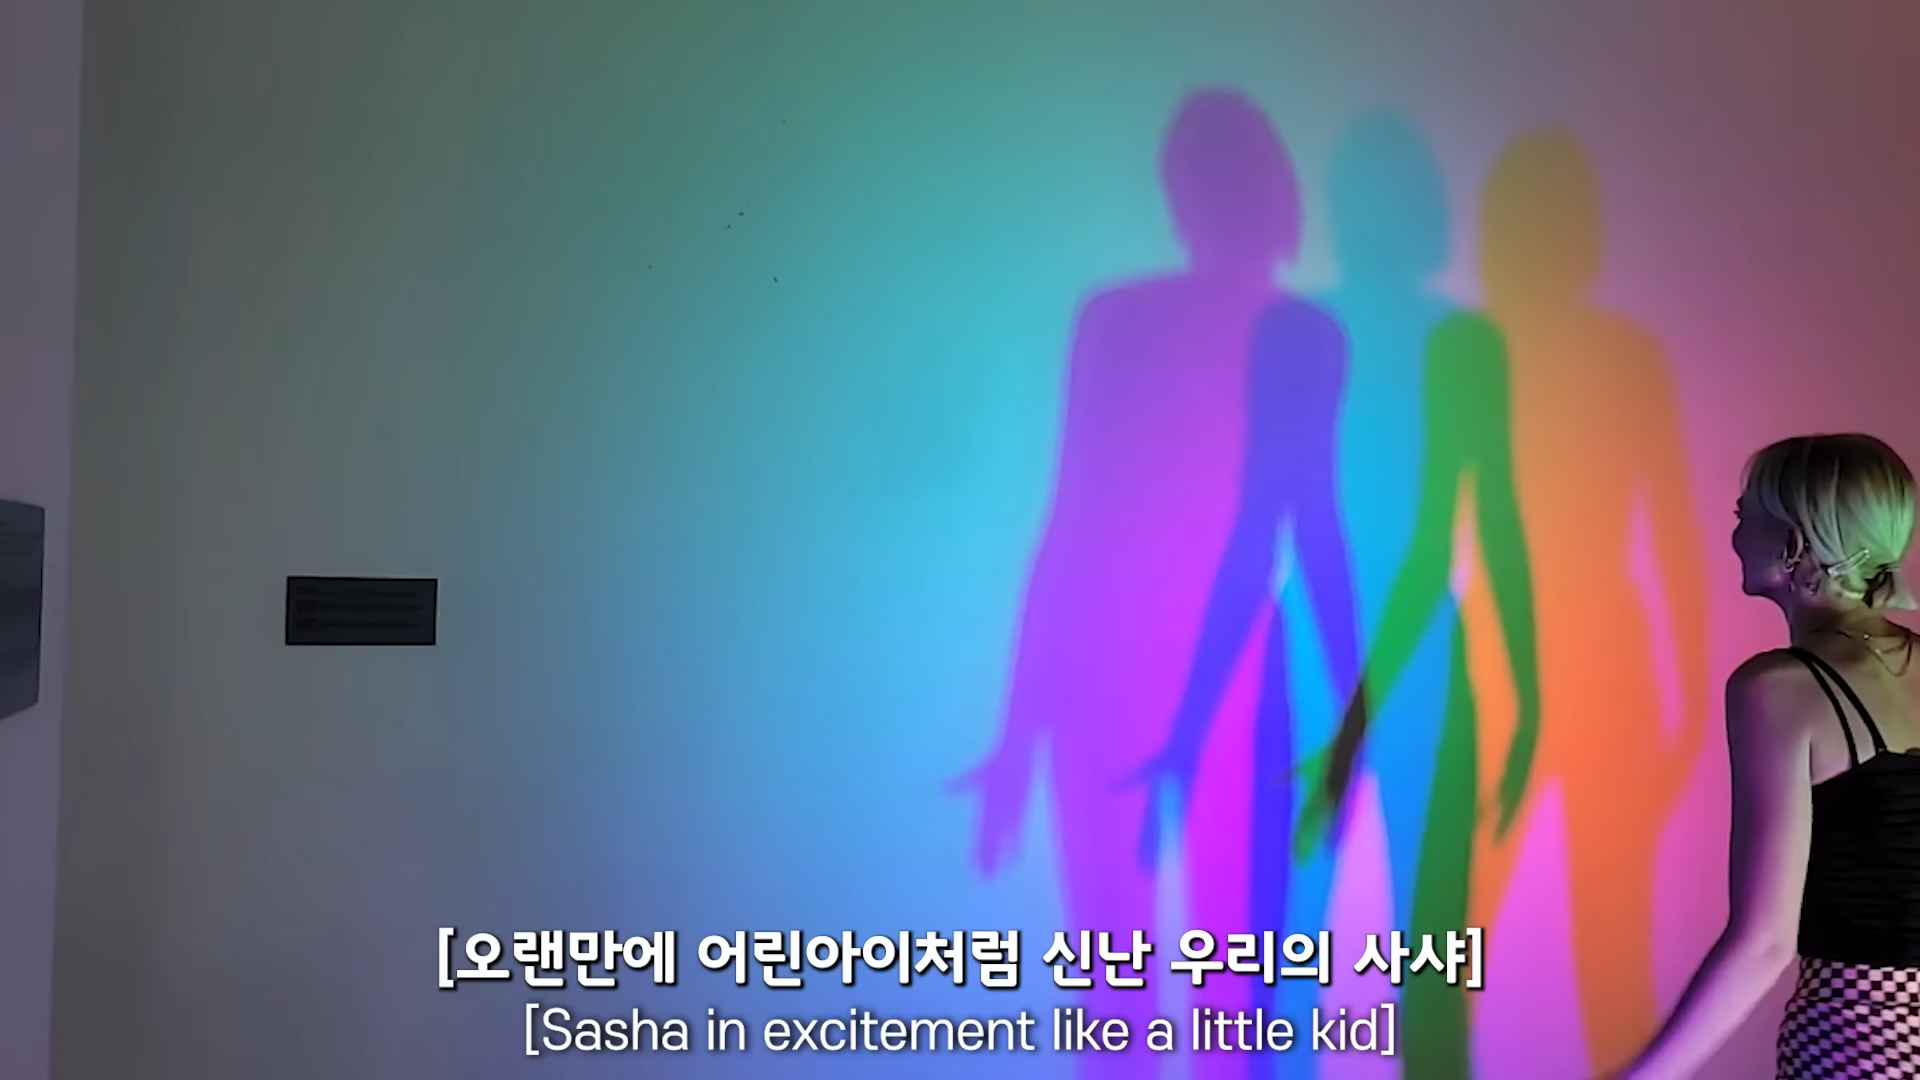 [오랜만에 어린아이처럼 신난 우리의 사샤]
[Sasha in excitement like a little kid]